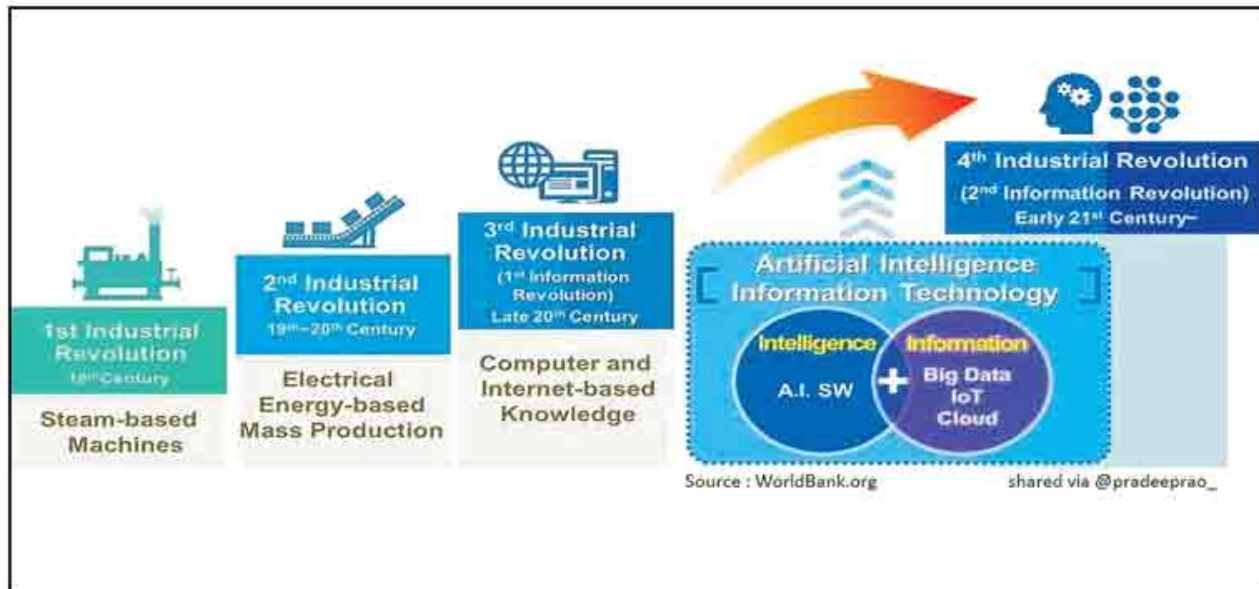 1st Industrial
Revolution
18th Century
Steam-based
Machines
2nd Industrial
Revolution
19th~20th Century
Electrical
Energy-based
Mass Production
3rd Industrial
Revolution
(1st Information
Revolution)
Late 20th Century
Computer and
Internet-based
Knowledge
4th Industrial Revolution
(2nd Information Revolution)
Early 21st Century~
Artificial Intelligence
Information Technology
Intelligence
A.I. SW
+
Information
Big Data
IoT
Cloud
Source : WorldBank.org
shared via @pradeeprao_